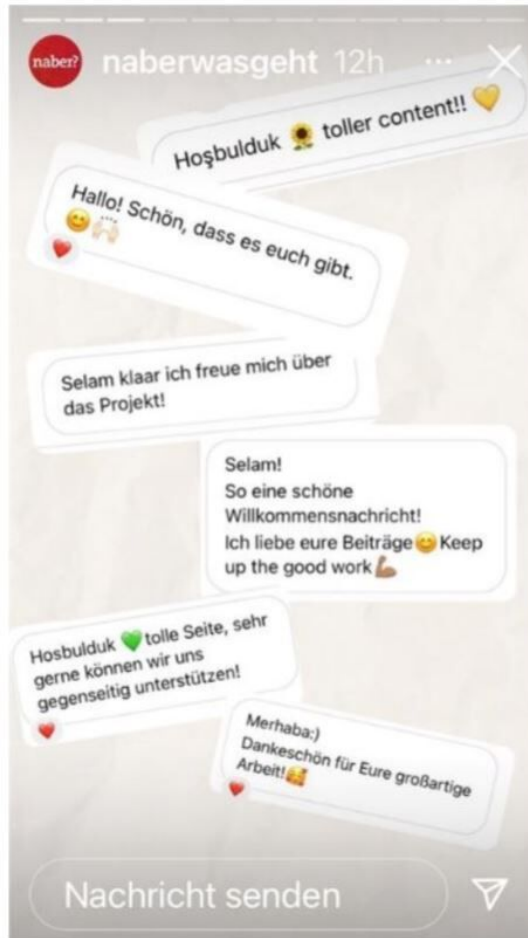 naber?
naberwasgeht 12h ...
Hoşbulduk 🌻 toller content!! 💛
Hallo! Schön, dass es euch gibt.
😊🙌🏻
❤️
Selam klaar ich freue mich über
das Projekt!
Selam!
So eine schöne
Willkommensnachricht!
Ich liebe eure Beiträge😊 Keep
up the good work💪🏽
Hosbulduk 💚 tolle Seite, sehr
gerne können wir uns
gegenseitig unterstützen!
❤️
Merhaba:)
Dankeschön für Eure großartige
Arbeit!🥰
❤️
Nachricht senden